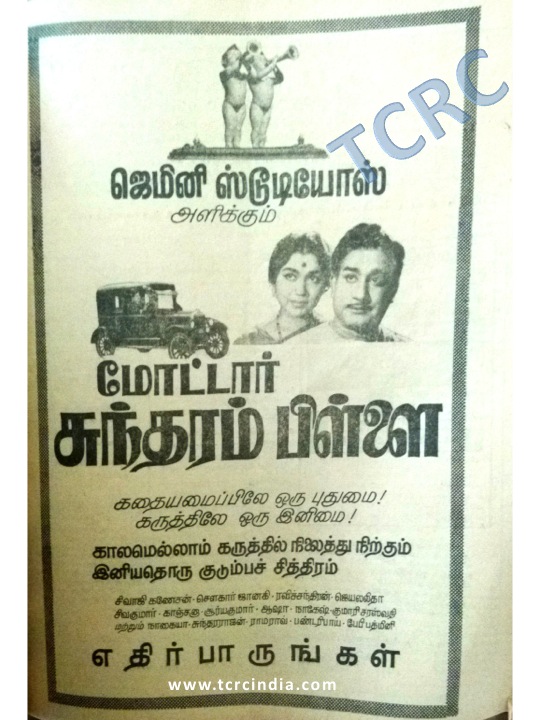 TCRC
ஜெமினி ஸ்டூடியோஸ்
அளிக்கும்
மோட்டார்
சுந்தரம் பிள்ளை
கதையமைப்பிலே ஒரு புதுமை!
கருத்திலே ஒரு இனிமை!
காலமெல்லாம் கருத்தில் நிலைத்து நிற்கும்
இனியதொரு குடும்பச் சித்திரம்
சிவாஜி கணேசன் · சௌகார் ஜானகி · ரவிச்சந்திரன் · ஜெயலலிதா
சிவகுமார் · காஞ்சனா · சூர்யகுமார் · ஆஷா · நாகேஷ் · குமாரி சரஸ்வதி
மற்றும் நாகையா · சுந்தரராஜன் · ராமராவ் · பண்டரிபாய் · பேபி பத்மினி
எதிர்பாருங்கள்
www.tcrcindia.com